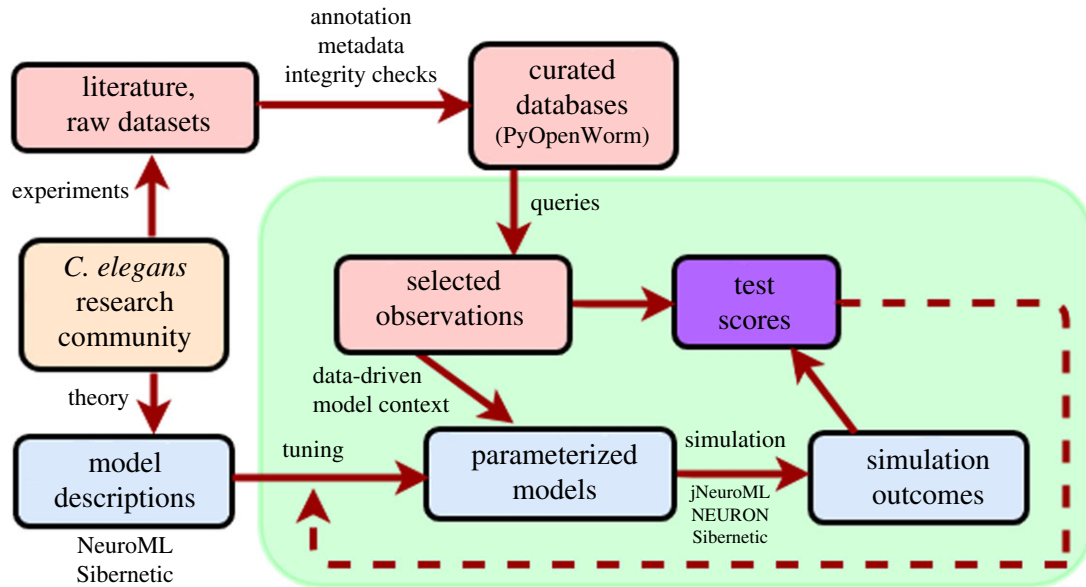 annotation
metadata
integrity checks
literature,
raw datasets
curated
databases
(PyOpenWorm)
experiments
queries
C. elegans
research
community
selected
observations
test
scores
theory
data-driven
model context
model
descriptions
tuning
parameterized
models
simulation
jNeuroML
NEURON
Sibernetic
simulation
outcomes
NeuroML
Sibernetic